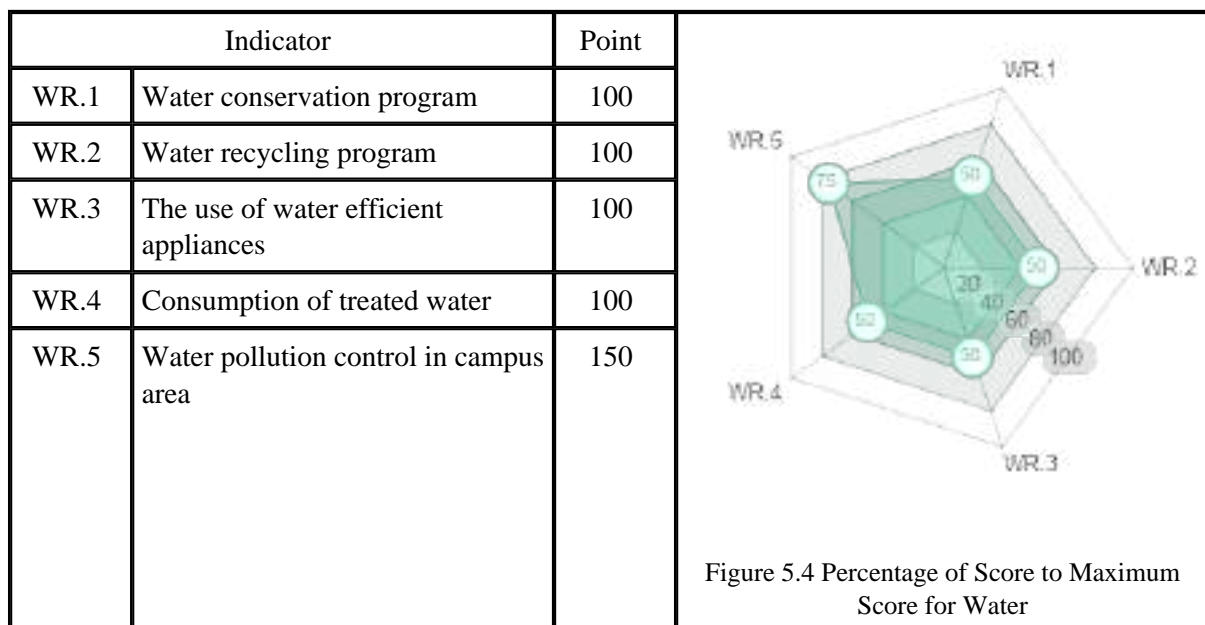 Indicator Point
WR.1 Water conservation program 100
WR.2 Water recycling program 100
WR.3 The use of water efficient
appliances 100
WR.4 Consumption of treated water 100
WR.5 Water pollution control in campus
area 150
WR.1
WR.5
75
50
50
WR.2
20
40
60
80
100
50
50
WR.4
WR.3
Figure 5.4 Percentage of Score to Maximum
Score for Water